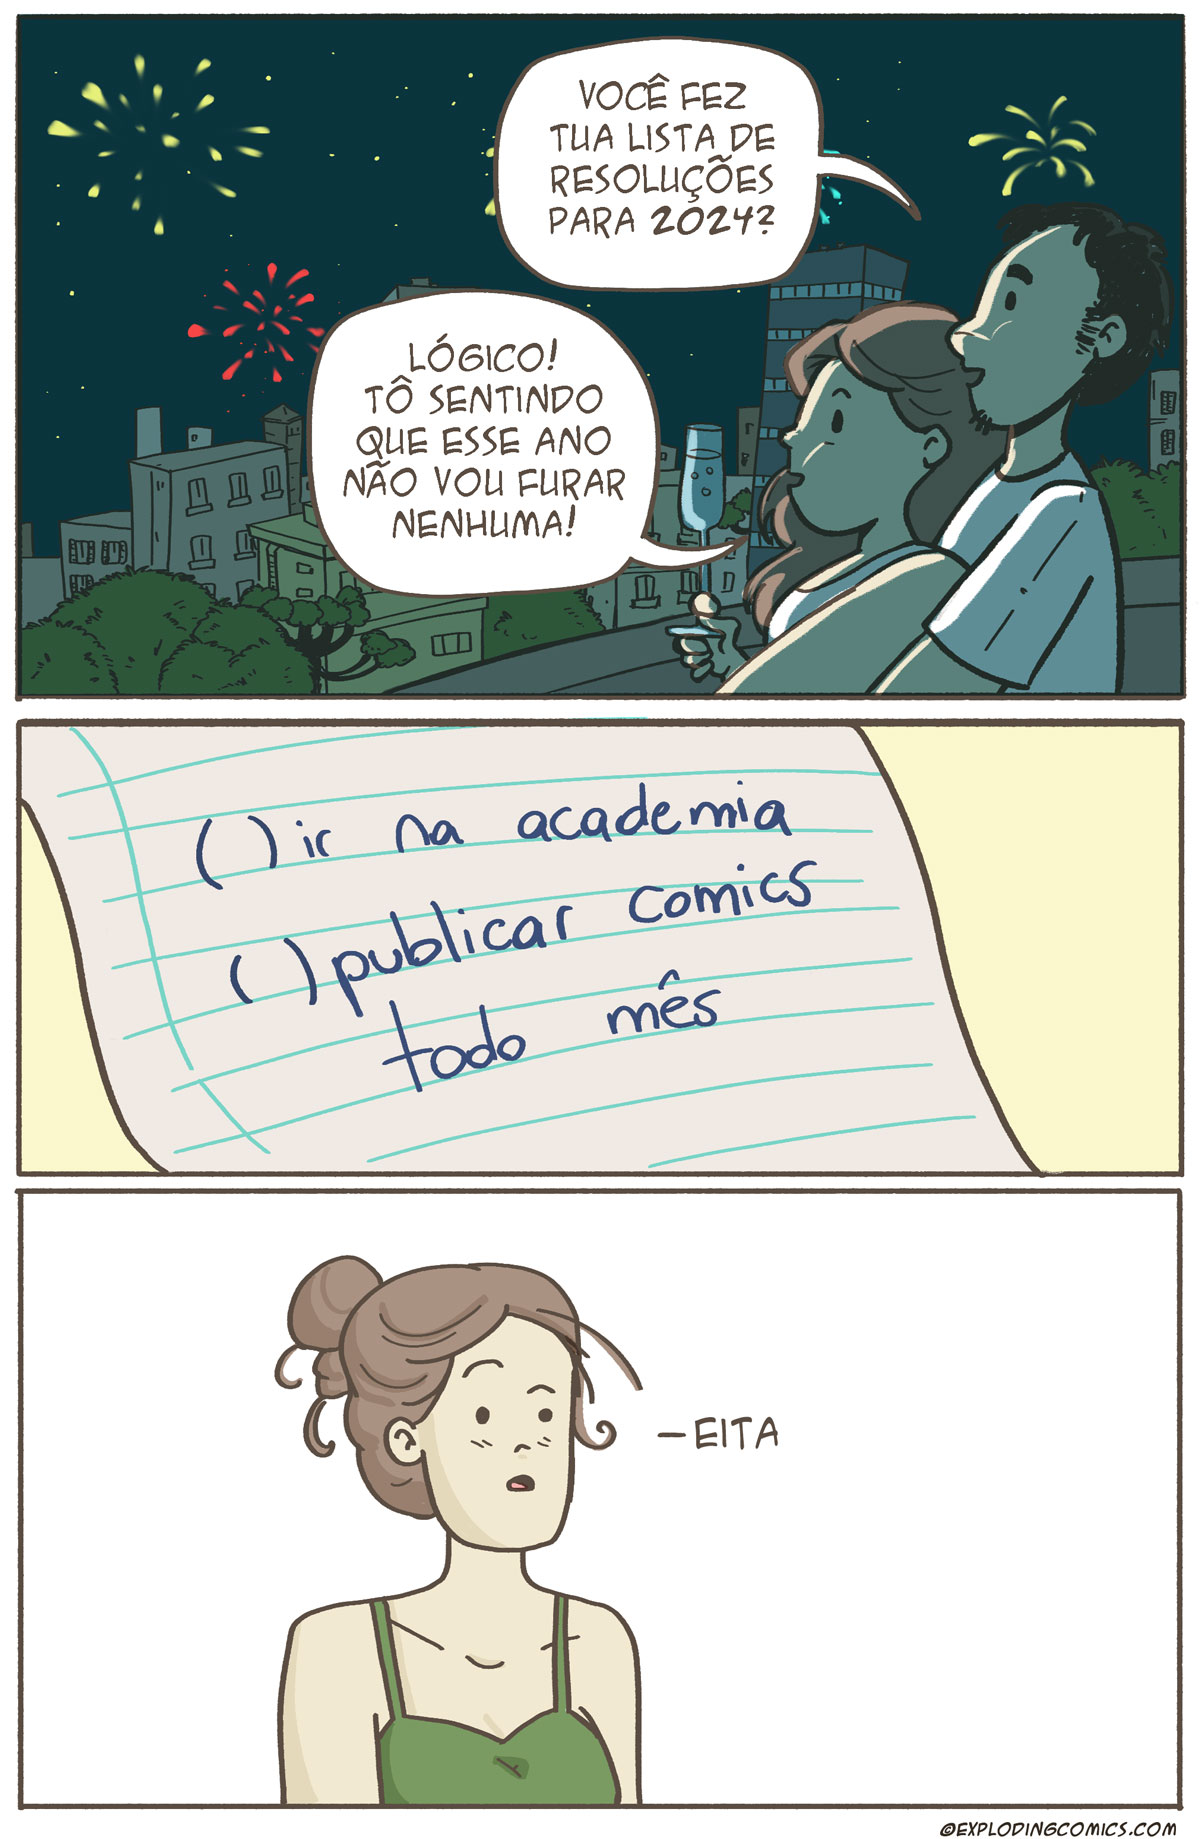 VOCÊ FEZ
TUA LISTA DE
RESOLUÇÕES
PARA 2024?
LÓGICO!
TÔ SENTINDO
QUE ESSE ANO
NÃO VOU FURAR
NENHUMA!
( ) ir na academia
( ) publicar comics
todo mês
– EITA
©EXPLODINGCOMICS.COM